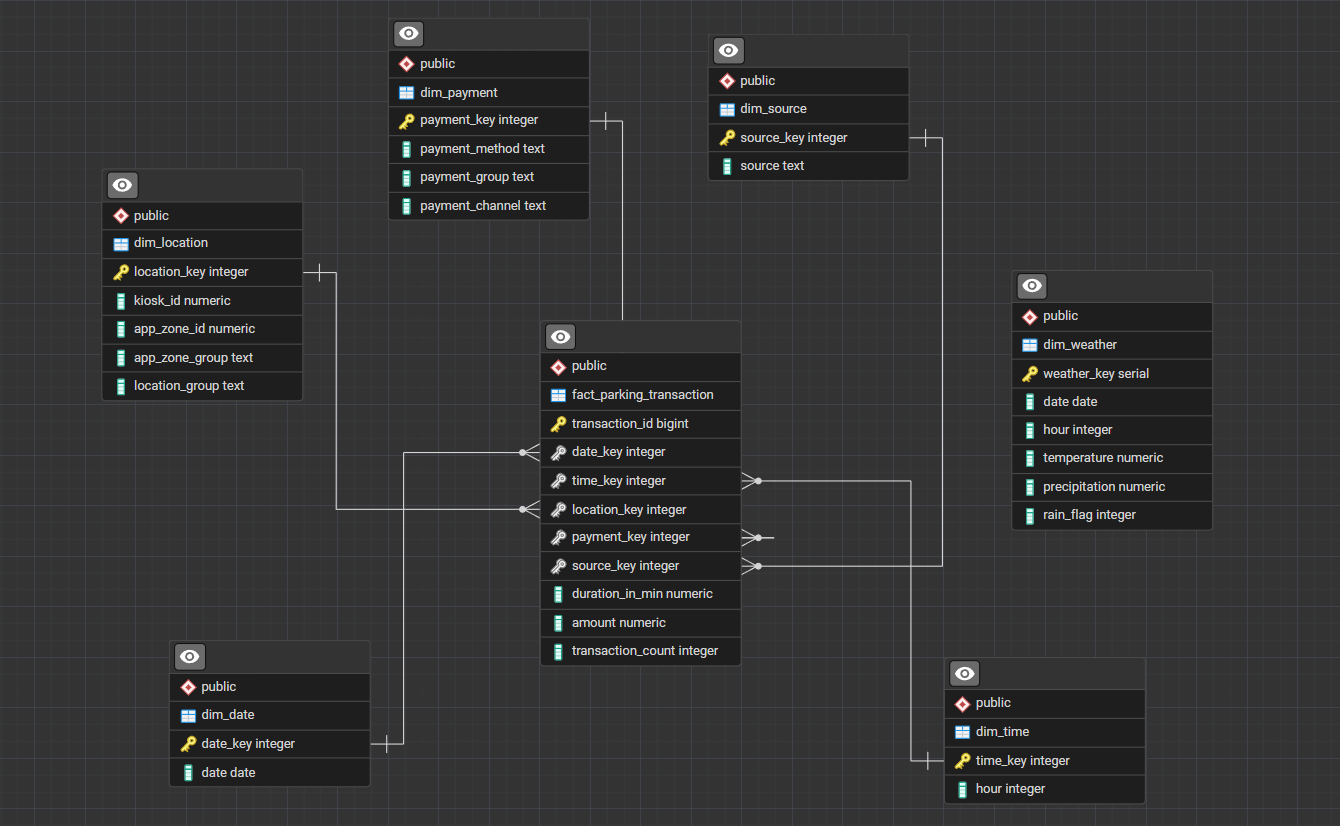 public
dim_payment
payment_key integer
payment_method text
payment_group text
payment_channel text
public
dim_source
source_key integer
source text
public
dim_location
location_key integer
kiosk_id numeric
app_zone_id numeric
app_zone_group text
location_group text
public
dim_weather
weather_key serial
date date
hour integer
temperature numeric
precipitation numeric
rain_flag integer
public
fact_parking_transaction
transaction_id bigint
date_key integer
time_key integer
location_key integer
payment_key integer
source_key integer
duration_in_min numeric
amount numeric
transaction_count integer
public
dim_date
date_key integer
date date
public
dim_time
time_key integer
hour integer